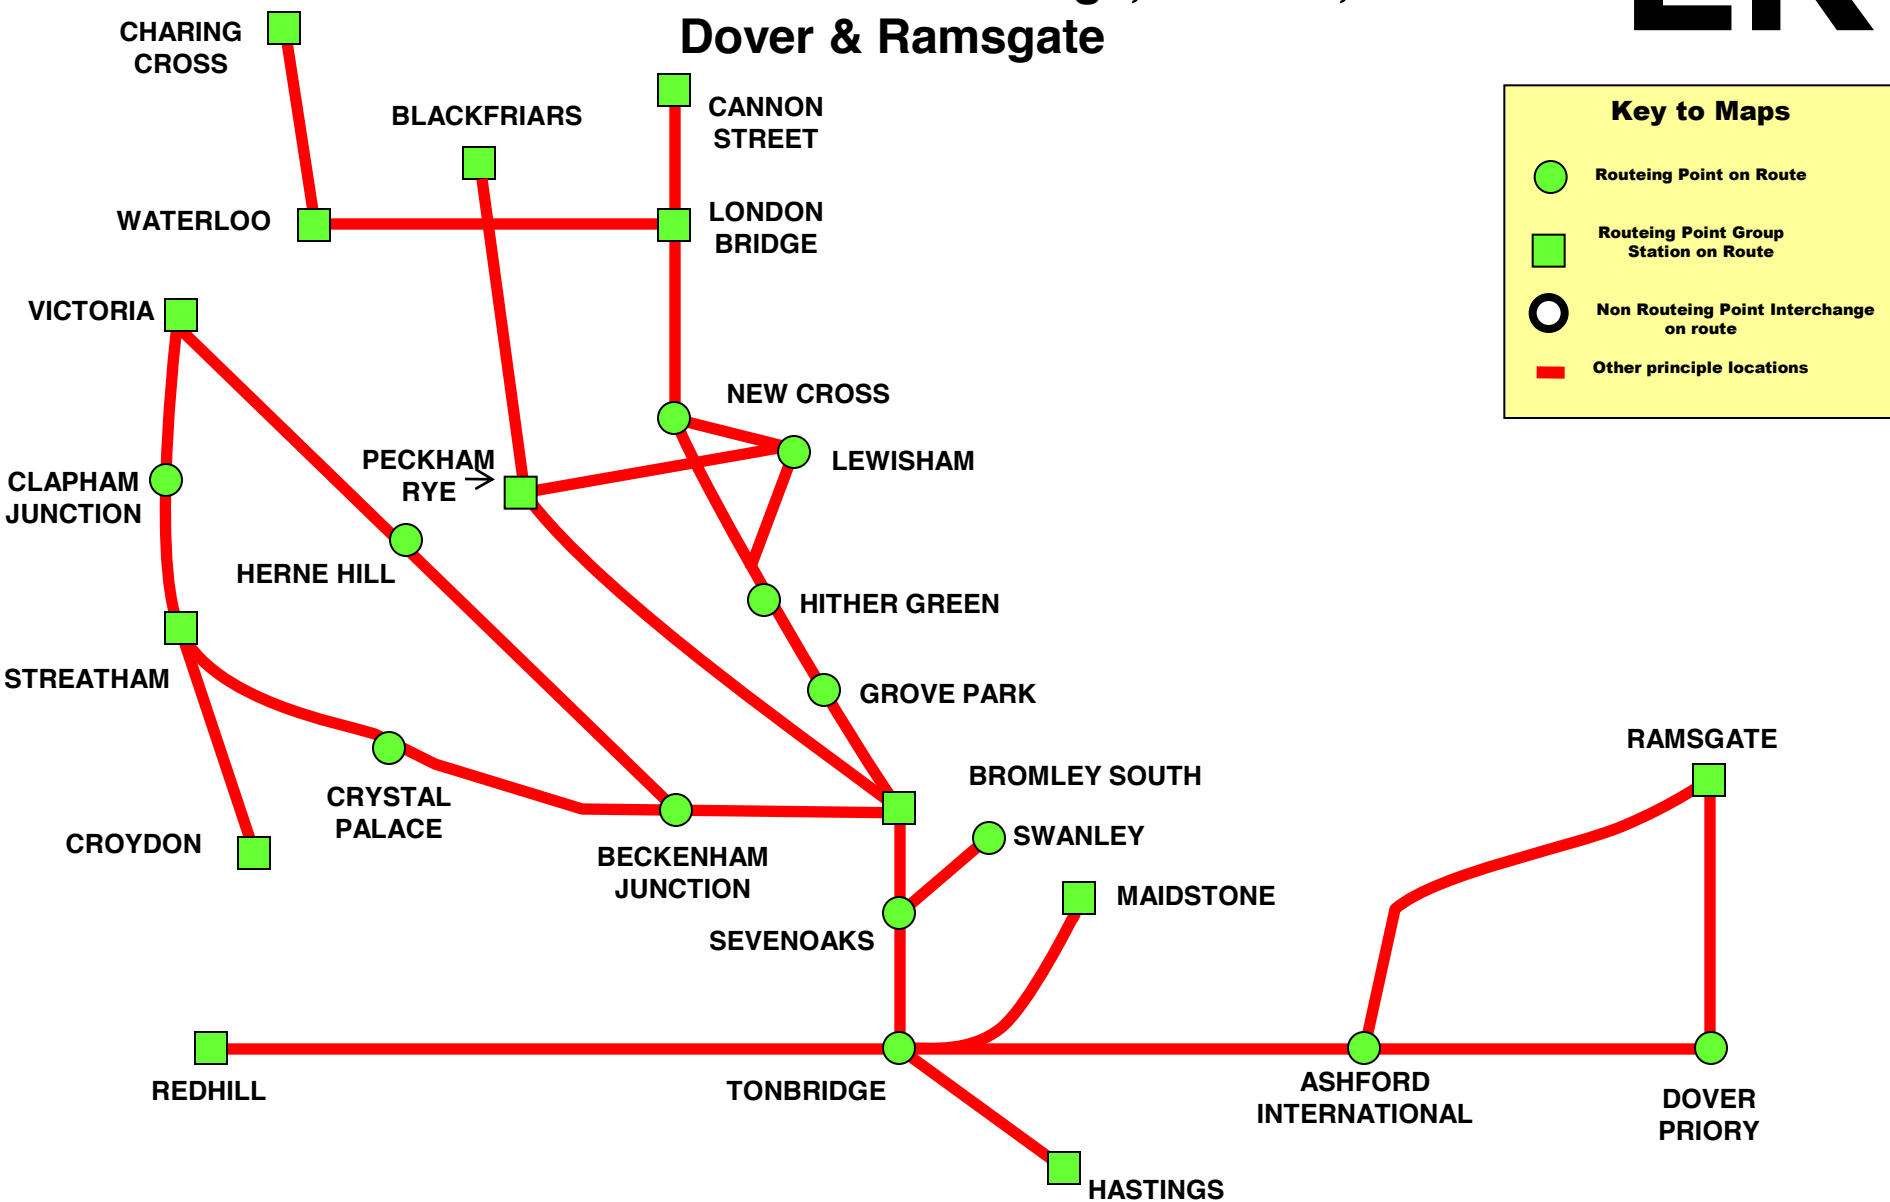 Dover & Ramsgate
CHARING
CROSS
BLACKFRIARS
CANNON
STREET
WATERLOO
LONDON
BRIDGE
VICTORIA
NEW CROSS
PECKHAM
RYE
LEWISHAM
CLAPHAM
JUNCTION
HERNE HILL
HITHER GREEN
STREATHAM
GROVE PARK
CRYSTAL
PALACE
BROMLEY SOUTH
CROYDON
SWANLEY
BECKENHAM
JUNCTION
MAIDSTONE
SEVENOAKS
RAMSGATE
REDHILL
TONBRIDGE
ASHFORD
INTERNATIONAL
DOVER
PRIORY
HASTINGS
Key to Maps
Routeing Point on Route
Routeing Point Group
Station on Route
Non Routeing Point Interchange
on route
Other principle locations